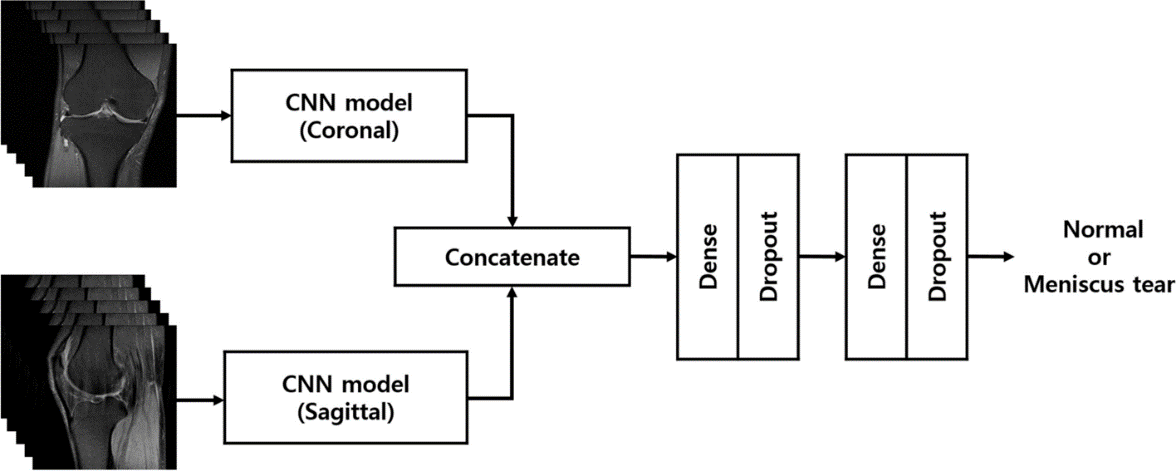 CNN model
(Coronal)
Concatenate
CNN model
(Sagittal)
Dense
Dropout
Dense
Dropout
Normal
or
Meniscus tear